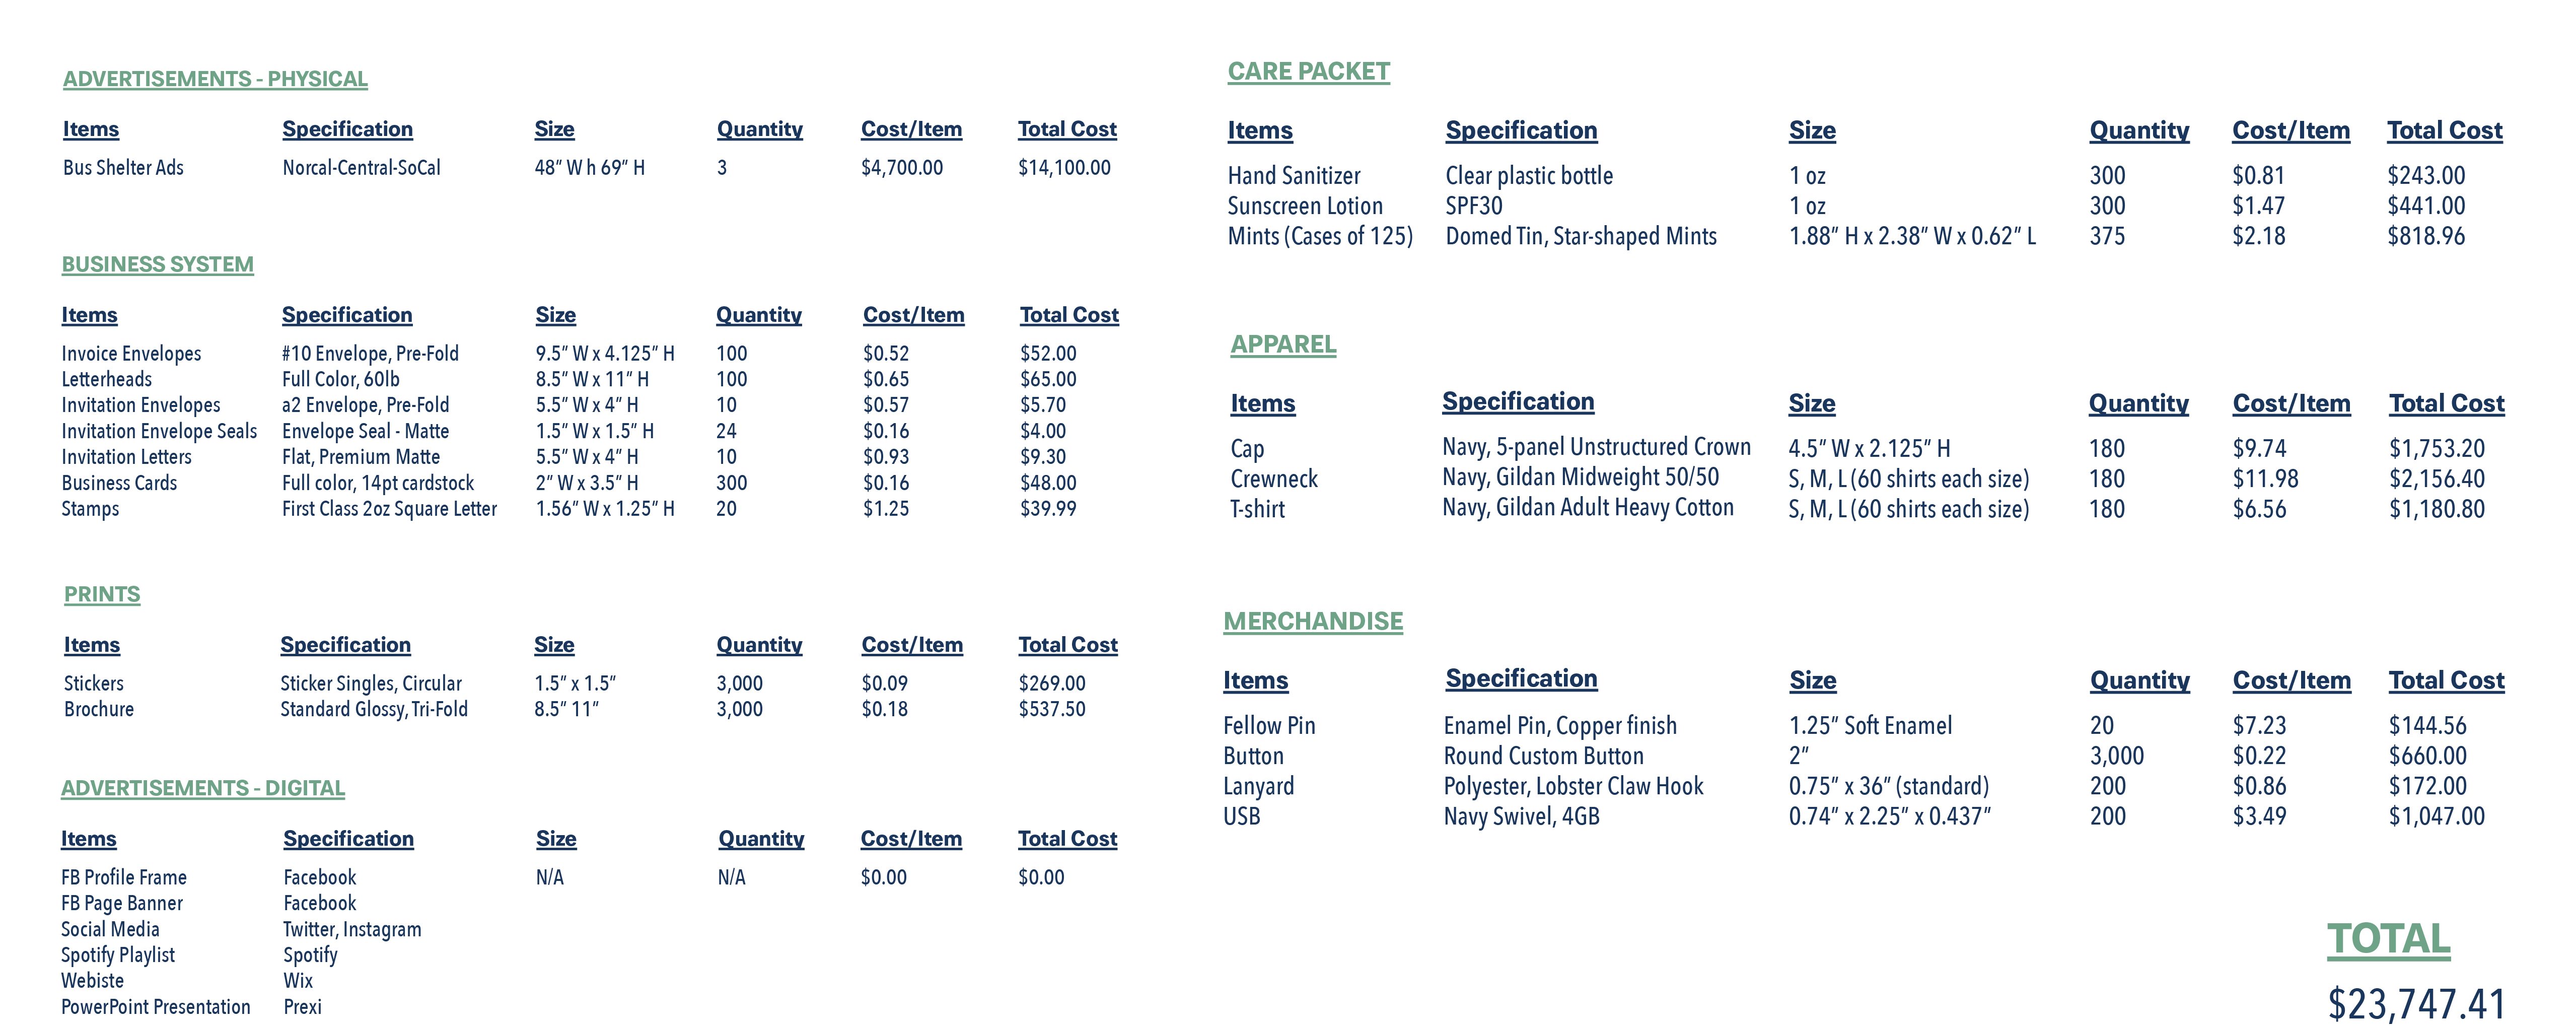 ADVERTISEMENTS - PHYSICAL
Items Specification Size Quantity Cost/Item Total Cost
Bus Shelter Ads Norcal-Central-SoCal 48" W h 69" H 3 $4,700.00 $14,100.00
BUSINESS SYSTEM
Items Specification Size Quantity Cost/Item Total Cost
Invoice Envelopes #10 Envelope, Pre-Fold 9.5" W x 4.125" H 100 $0.52 $52.00
Letterheads Full Color, 60lb 8.5" W x 11" H 100 $0.65 $65.00
Invitation Envelopes a2 Envelope, Pre-Fold 5.5" W x 4" H 10 $0.57 $5.70
Invitation Envelope Seals Envelope Seal - Matte 1.5" W x 1.5" H 24 $0.16 $4.00
Invitation Letters Flat, Premium Matte 5.5" W x 4" H 10 $0.93 $9.30
Business Cards Full color, 14pt cardstock 2" W x 3.5" H 300 $0.16 $48.00
Stamps First Class 2oz Square Letter 1.56" W x 1.25" H 20 $1.25 $39.99
PRINTS
Items Specification Size Quantity Cost/Item Total Cost
Stickers Sticker Singles, Circular 1.5" x 1.5" 3,000 $0.09 $269.00
Brochure Standard Glossy, Tri-Fold 8.5" 11" 3,000 $0.18 $537.50
ADVERTISEMENTS - DIGITAL
Items Specification Size Quantity Cost/Item Total Cost
FB Profile Frame Facebook N/A N/A $0.00 $0.00
FB Page Banner Facebook
Social Media Twitter, Instagram
Spotify Playlist Spotify
Webiste Wix
PowerPoint Presentation Prexi
CARE PACKET
Items Specification Size Quantity Cost/Item Total Cost
Hand Sanitizer Clear plastic bottle 1 oz 300 $0.81 $243.00
Sunscreen Lotion SPF30 1 oz 300 $1.47 $441.00
Mints (Cases of 125) Domed Tin, Star-shaped Mints 1.88" H x 2.38" W x 0.62" L 375 $2.18 $818.96
APPAREL
Items Specification Size Quantity Cost/Item Total Cost
Cap Navy, 5-panel Unstructured Crown 4.5" W x 2.125" H 180 $9.74 $1,753.20
Crewneck Navy, Gildan Midweight 50/50 S, M, L (60 shirts each size) 180 $11.98 $2,156.40
T-shirt Navy, Gildan Adult Heavy Cotton S, M, L (60 shirts each size) 180 $6.56 $1,180.80
MERCHANDISE
Items Specification Size Quantity Cost/Item Total Cost
Fellow Pin Enamel Pin, Copper finish 1.25" Soft Enamel 20 $7.23 $144.56
Button Round Custom Button 2" 3,000 $0.22 $660.00
Lanyard Polyester, Lobster Claw Hook 0.75" x 36" (standard) 200 $0.86 $172.00
USB Navy Swivel, 4GB 0.74" x 2.25" x 0.437" 200 $3.49 $1,047.00
TOTAL
$23,747.41